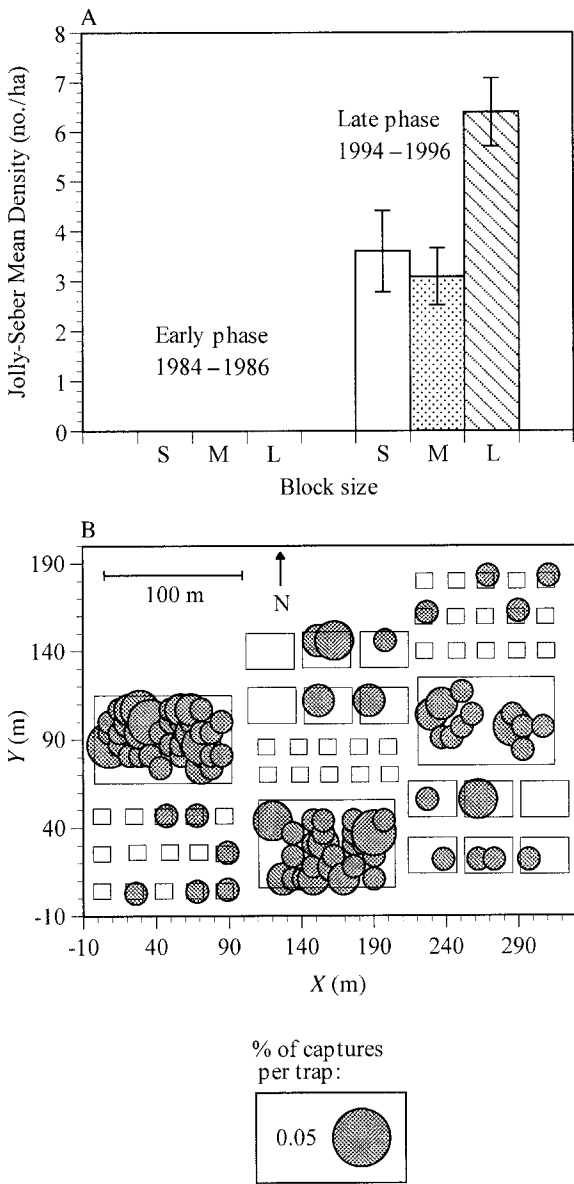 A
Jolly-Seber Mean Density (no./ha)
8
7
6
5
4
3
2
1
0
Late phase
1994–1996
Early phase
1984–1986
S M L S M L
Block size
B
Y (m)
190
140
90
40
-10
100 m
N
-10 40 90 140 190 240 290
X (m)
% of captures
per trap:
0.05